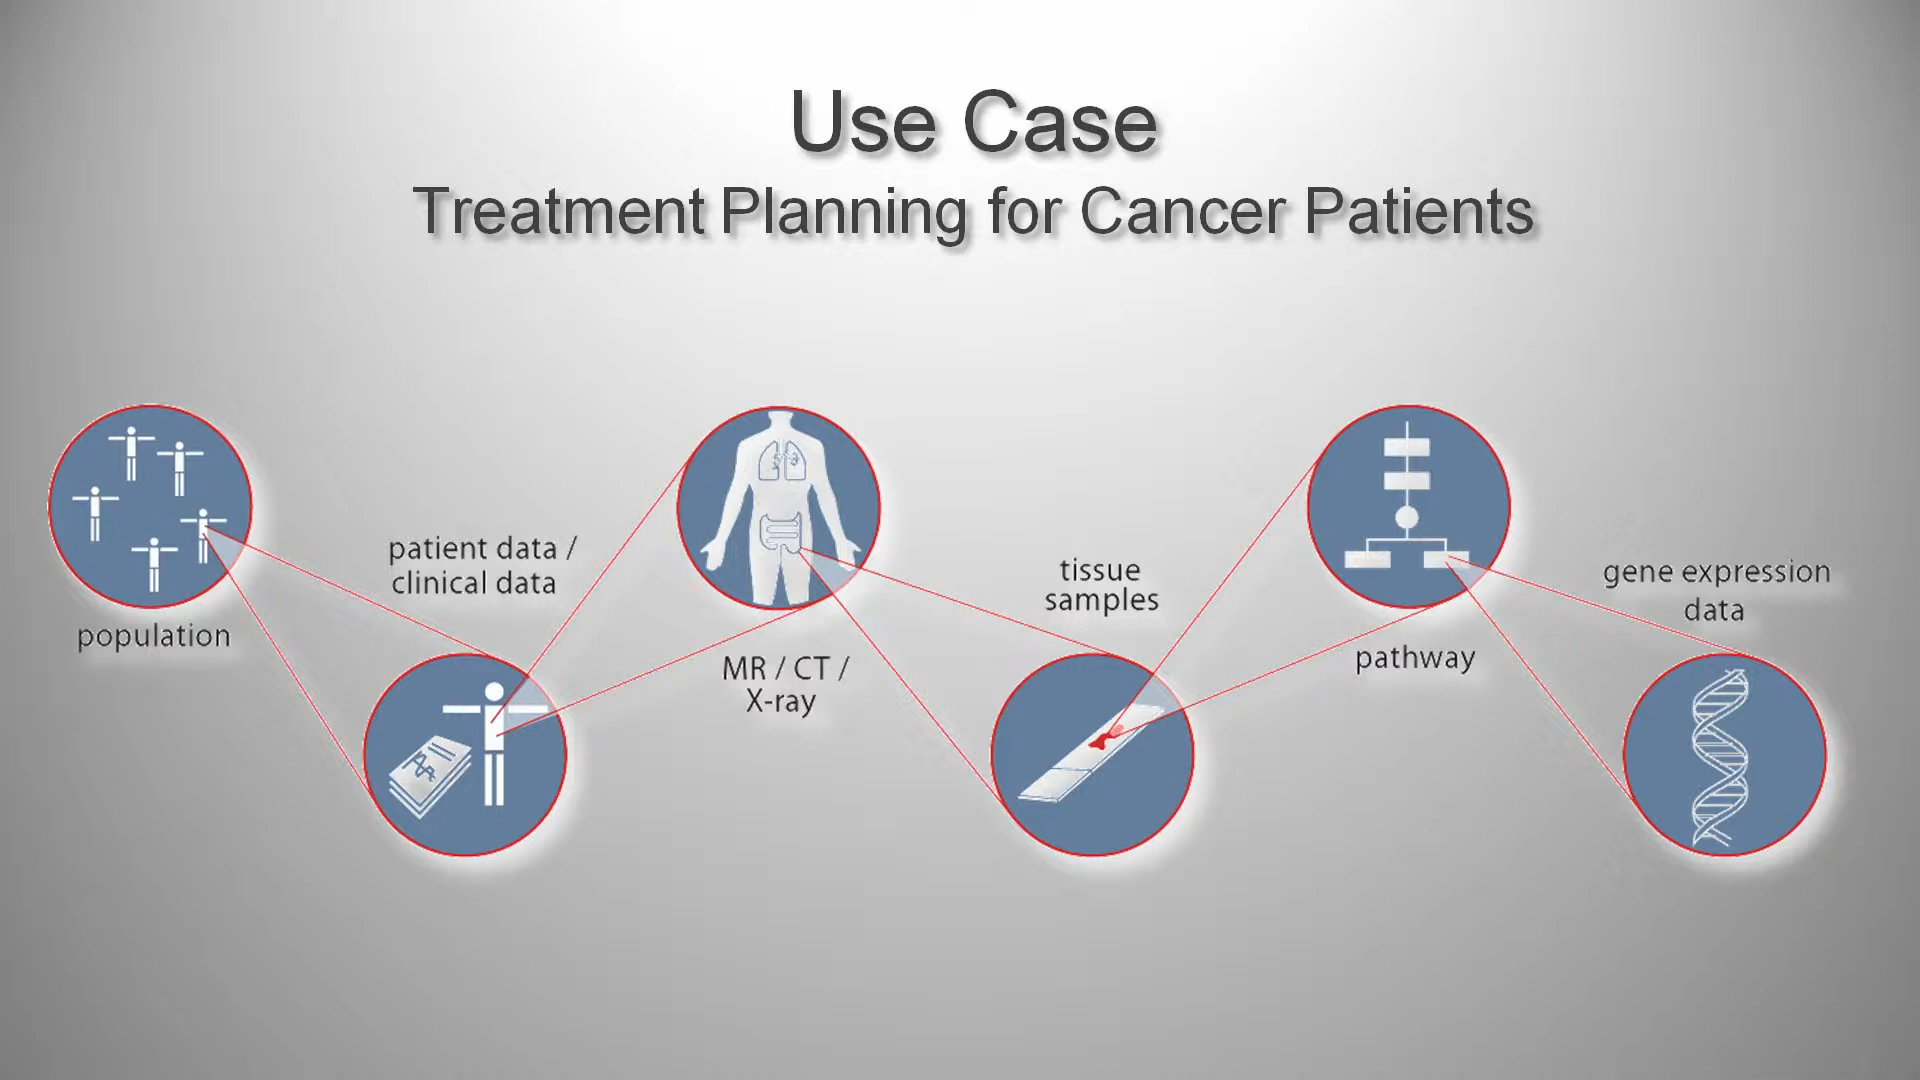 Use Case
Treatment Planning for Cancer Patients
population
patient data /
clinical data
MR / CT /
X-ray
tissue
samples
pathway
gene expression
data